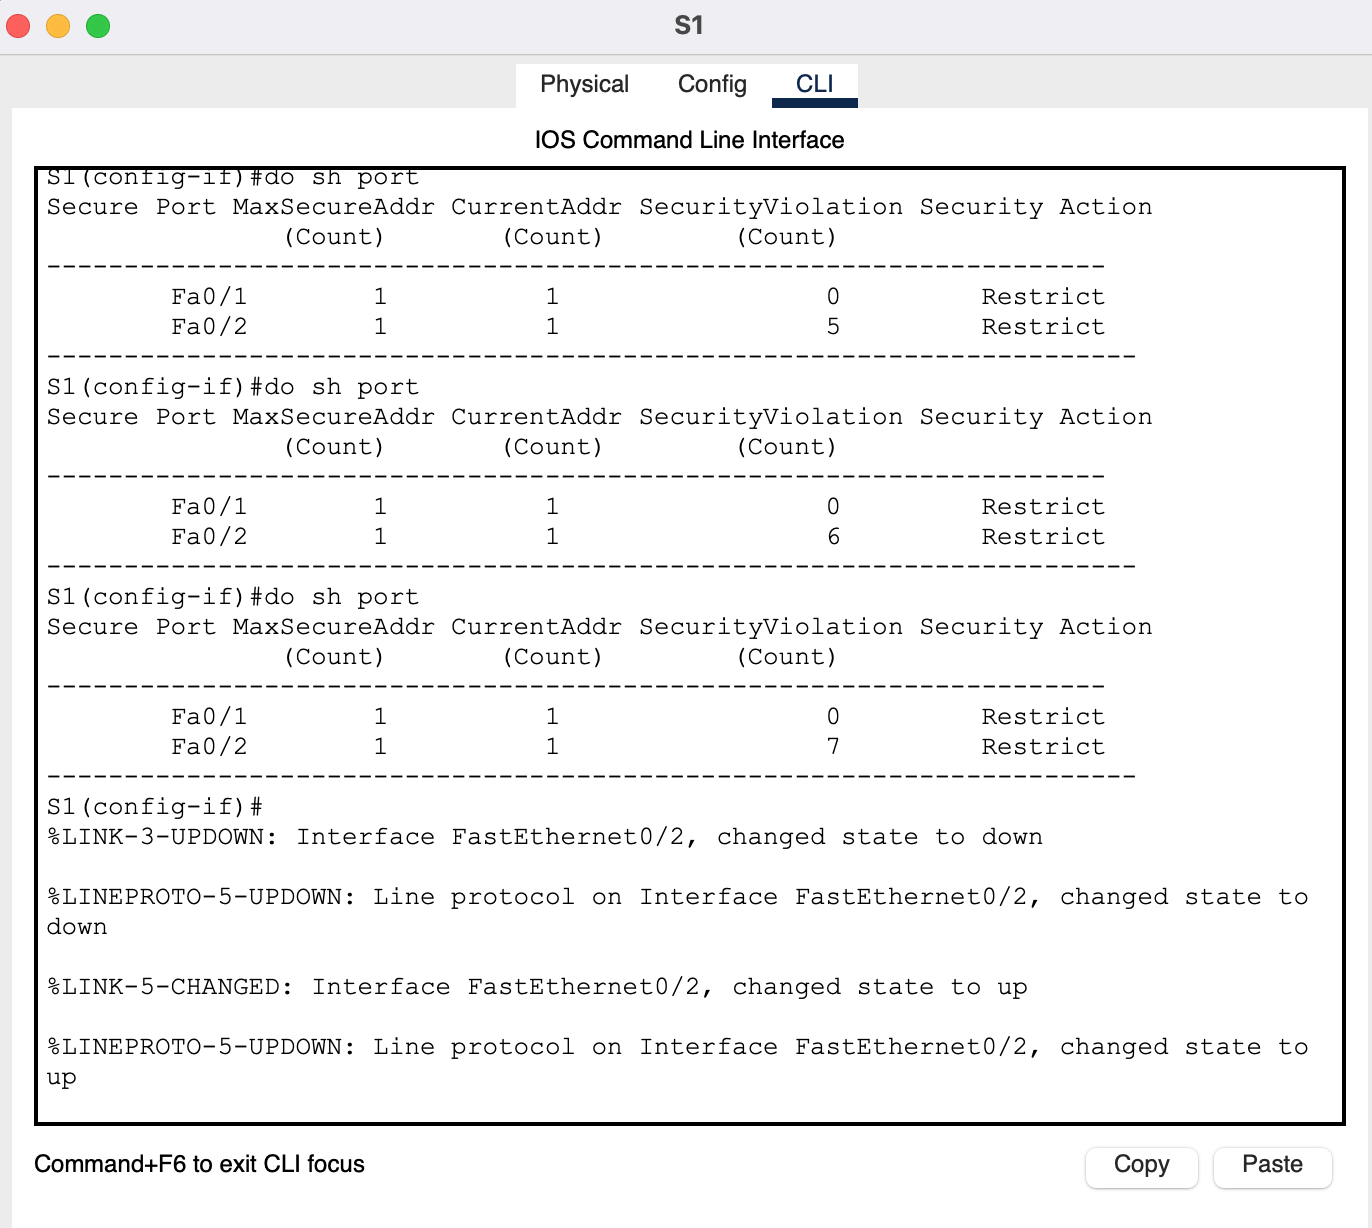 S1
Physical Config CLI
IOS Command Line Interface
S1(config-if)#do sh port
Secure Port MaxSecureAddr CurrentAddr SecurityViolation Security Action
(Count) (Count) (Count)
--------------------------------------------------------------------
Fa0/1 1 1 0 Restrict
Fa0/2 1 1 5 Restrict
----------------------------------------------------------------------
S1(config-if)#do sh port
Secure Port MaxSecureAddr CurrentAddr SecurityViolation Security Action
(Count) (Count) (Count)
--------------------------------------------------------------------
Fa0/1 1 1 0 Restrict
Fa0/2 1 1 6 Restrict
----------------------------------------------------------------------
S1(config-if)#do sh port
Secure Port MaxSecureAddr CurrentAddr SecurityViolation Security Action
(Count) (Count) (Count)
--------------------------------------------------------------------
Fa0/1 1 1 0 Restrict
Fa0/2 1 1 7 Restrict
----------------------------------------------------------------------
S1(config-if)#
%LINK-3-UPDOWN: Interface FastEthernet0/2, changed state to down
%LINEPROTO-5-UPDOWN: Line protocol on Interface FastEthernet0/2, changed state to
down
%LINK-5-CHANGED: Interface FastEthernet0/2, changed state to up
%LINEPROTO-5-UPDOWN: Line protocol on Interface FastEthernet0/2, changed state to
up
Command+F6 to exit CLI focus
Copy Paste